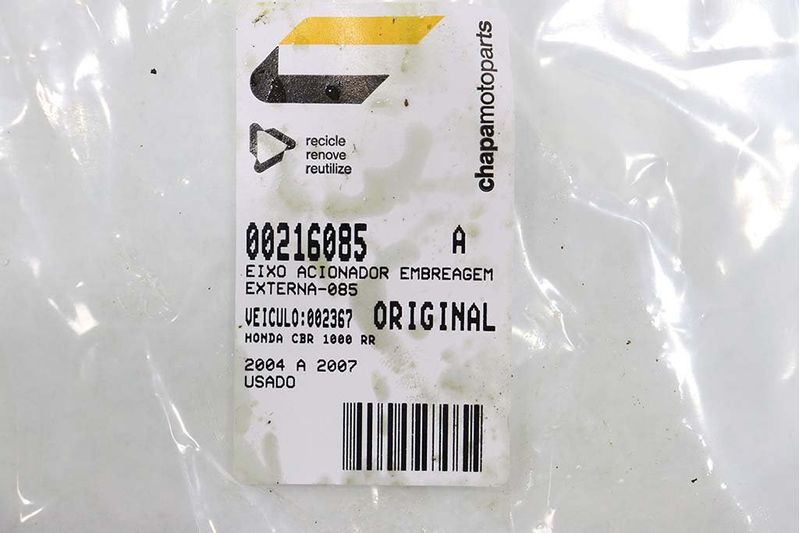 chapamotoparts
recicle
renove
reutilize
00216085 A
EIXO ACIONADOR EMBREAGEM
EXTERNA-085
VEICULO:002367 ORIGINAL
HONDA CBR 1000 RR
2004 A 2007
USADO